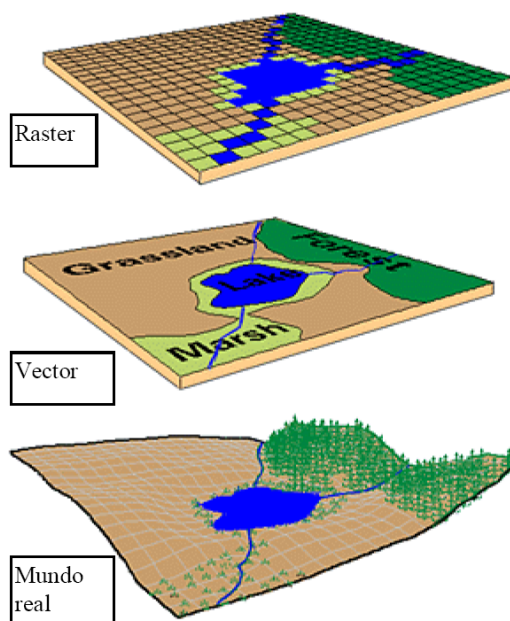 Raster
Grassland
Forest
Lake
Marsh
Vector
Mundo
real